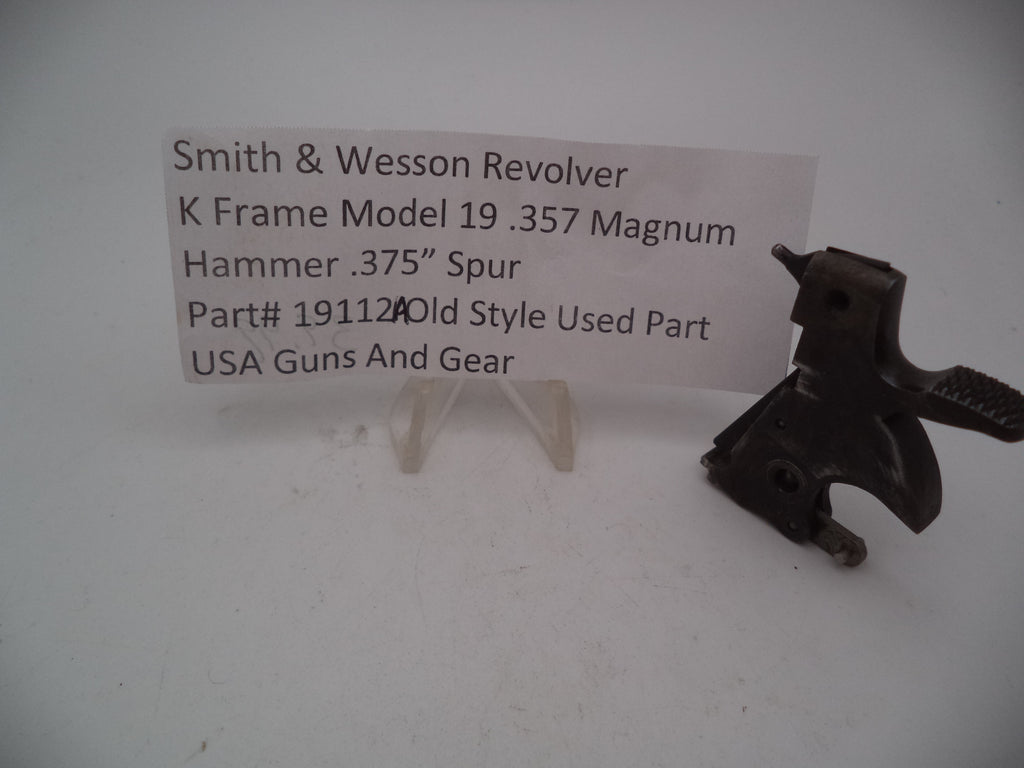 Smith & Wesson Revolver
K Frame Model 19 .357 Magnum
Hammer .375” Spur
Part# 19112A Old Style Used Part
USA Guns And Gear